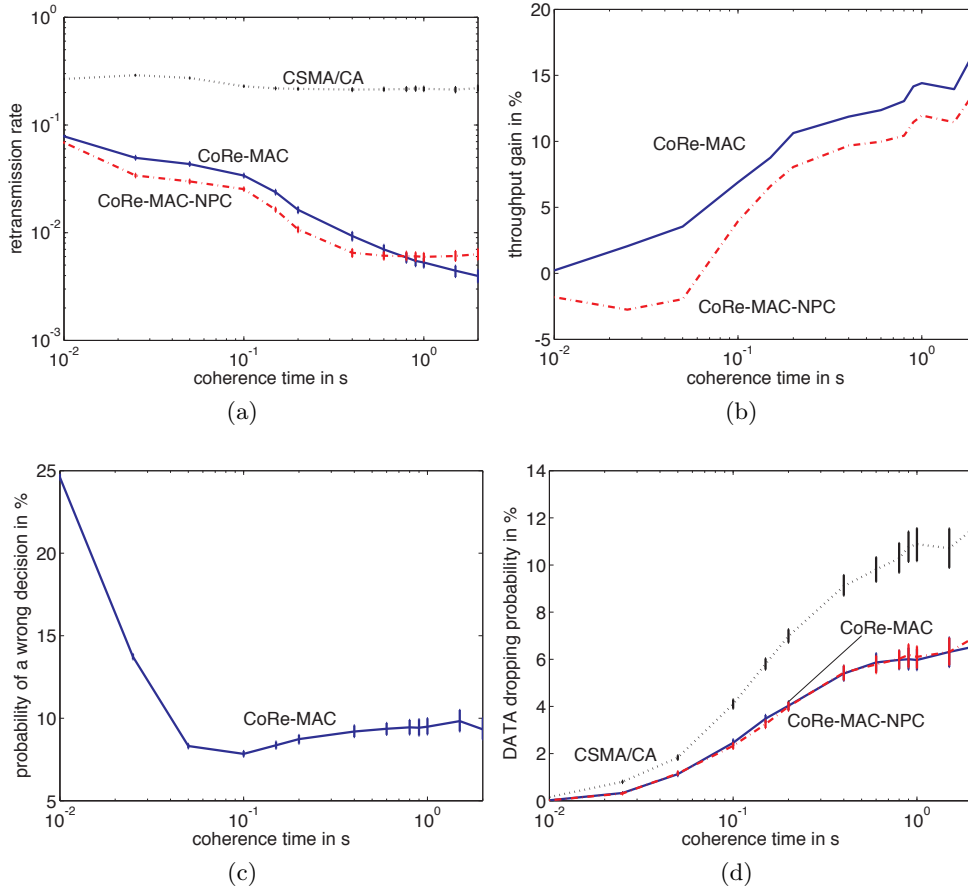 10^0
10^-1
10^-2
10^-3
10^-2
10^-1
10^0
retransmission rate
coherence time in s
CSMA/CA
CoRe-MAC
CoRe-MAC-NPC
(a)
20
15
10
5
0
-5
10^-2
10^-1
10^0
throughput gain in %
coherence time in s
CoRe-MAC
CoRe-MAC-NPC
(b)
25
20
15
10
5
10^-2
10^-1
10^0
probability of a wrong decision in %
coherence time in s
CoRe-MAC
(c)
14
12
10
8
6
4
2
0
10^-2
10^-1
10^0
DATA dropping probability in %
coherence time in s
CoRe-MAC
CSMA/CA
CoRe-MAC-NPC
(d)